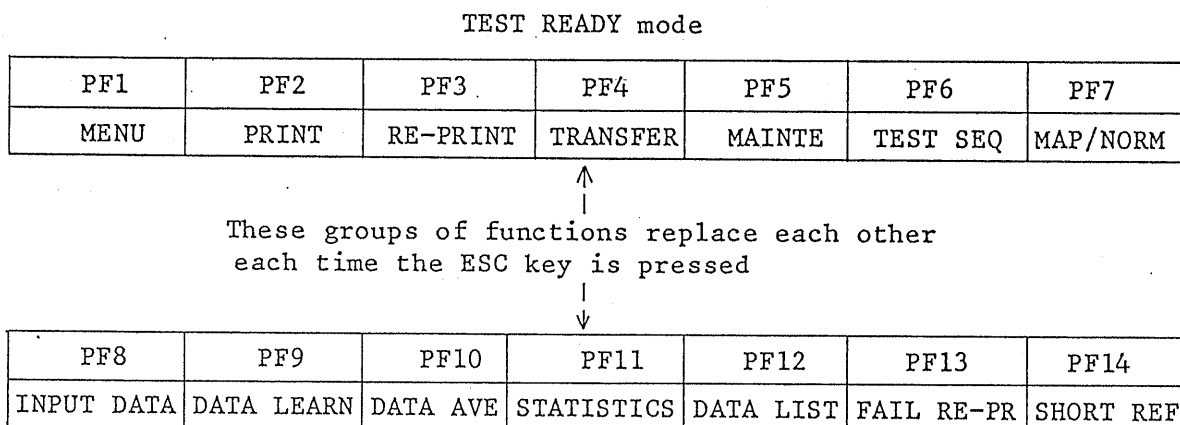 TEST READY mode
PF1 PF2 PF3 PF4 PF5 PF6 PF7
MENU PRINT RE-PRINT TRANSFER MAINTE TEST SEQ MAP/NORM
These groups of functions replace each other
each time the ESC key is pressed
PF8 PF9 PF10 PF11 PF12 PF13 PF14
INPUT DATA DATA LEARN DATA AVE STATISTICS DATA LIST FAIL RE-PR SHORT REF